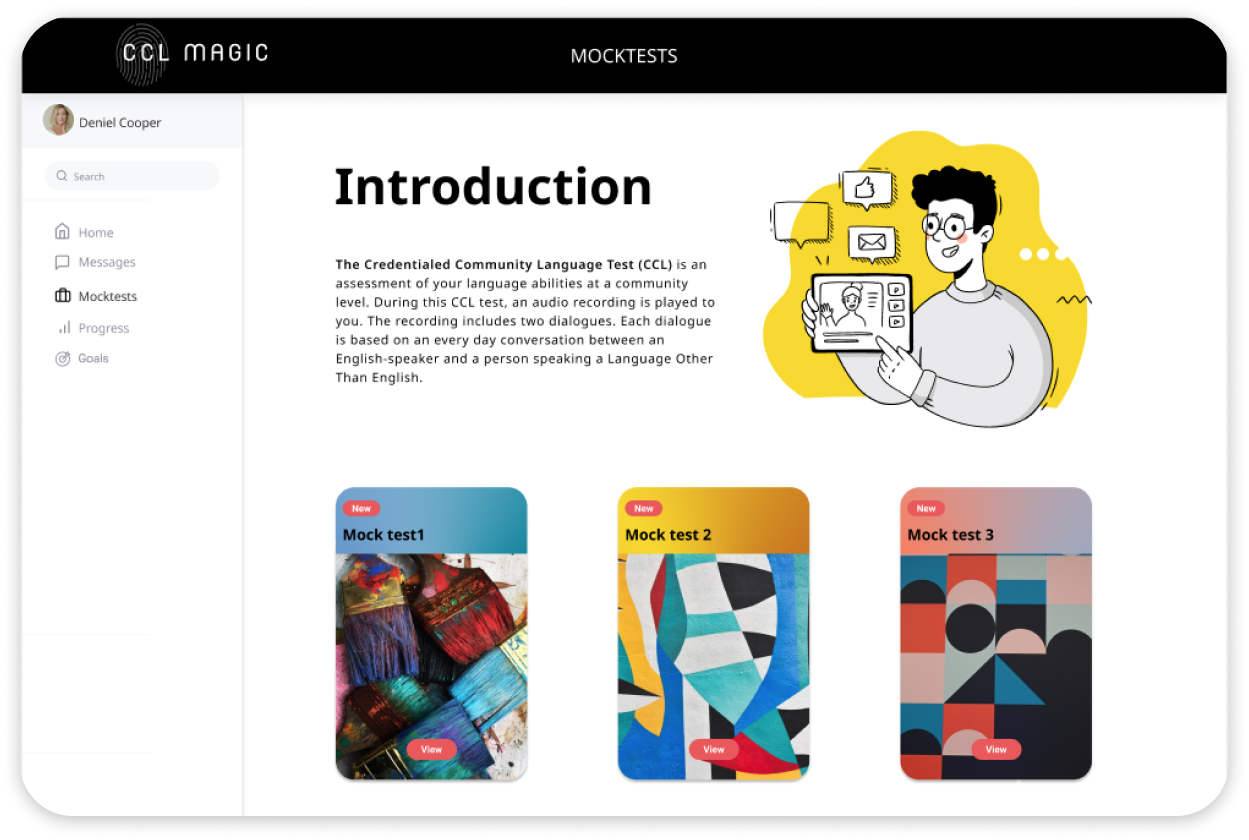 CCL MAGIC
MOCKTESTS
Deniel Cooper
Search
Home
Messages
Mocktests
Progress
Goals
Introduction
The Credentialed Community Language Test (CCL) is an
assessment of your language abilities at a community
level. During this CCL test, an audio recording is played to
you. The recording includes two dialogues. Each dialogue
is based on an every day conversation between an
English-speaker and a person speaking a Language Other
Than English.
New
Mock test1
View
New
Mock test 2
View
New
Mock test 3
View